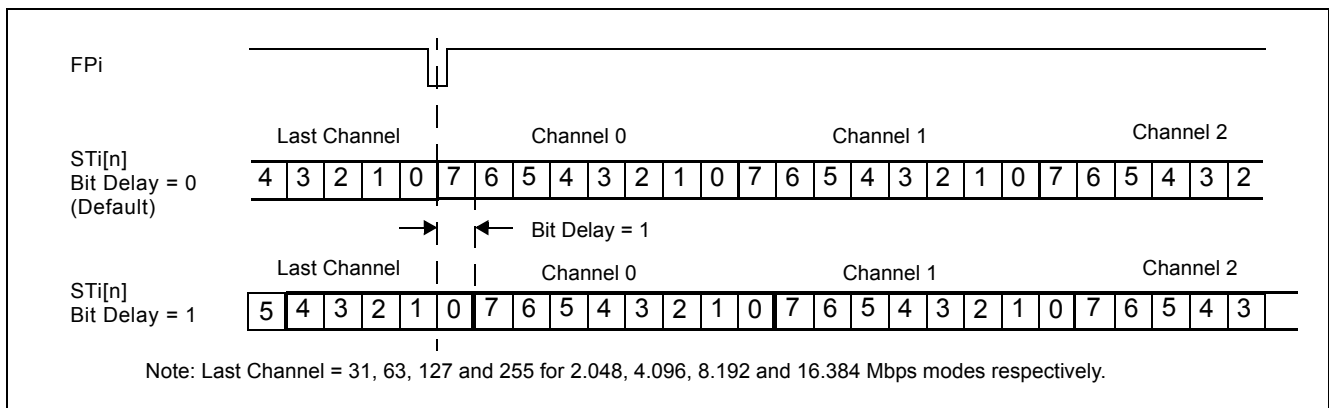 FPi
Last Channel Channel 0 Channel 1 Channel 2
STi[n]
Bit Delay = 0
(Default)
4 3 2 1 0 7 6 5 4 3 2 1 0 7 6 5 4 3 2 1 0 7 6 5 4 3 2
Bit Delay = 1
Last Channel Channel 0 Channel 1 Channel 2
STi[n]
Bit Delay = 1
5 4 3 2 1 0 7 6 5 4 3 2 1 0 7 6 5 4 3 2 1 0 7 6 5 4 3
Note: Last Channel = 31, 63, 127 and 255 for 2.048, 4.096, 8.192 and 16.384 Mbps modes respectively.